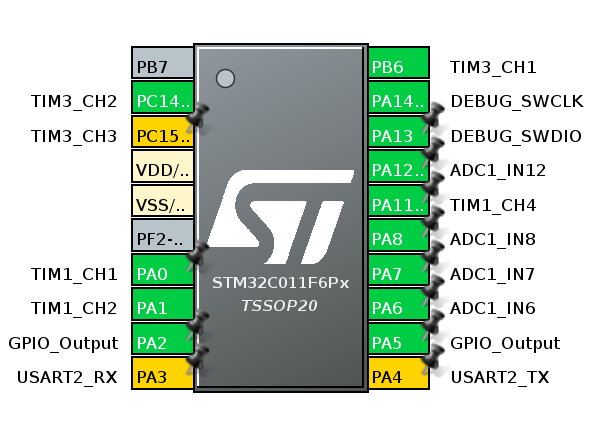 PB7
PB6 TIM3_CH1
TIM3_CH2 PC14.. PA14.. DEBUG_SWCLK
TIM3_CH3 PC15.. PA13 DEBUG_SWDIO
VDD/.. PA12.. ADC1_IN12
VSS/.. PA11.. TIM1_CH4
PF2-.. PA8 ADC1_IN8
TIM1_CH1 PA0 PA7 ADC1_IN7
STM32C011F6Px
TSSOP20
TIM1_CH2 PA1 PA6 ADC1_IN6
GPIO_Output PA2 PA5 GPIO_Output
USART2_RX PA3 PA4 USART2_TX